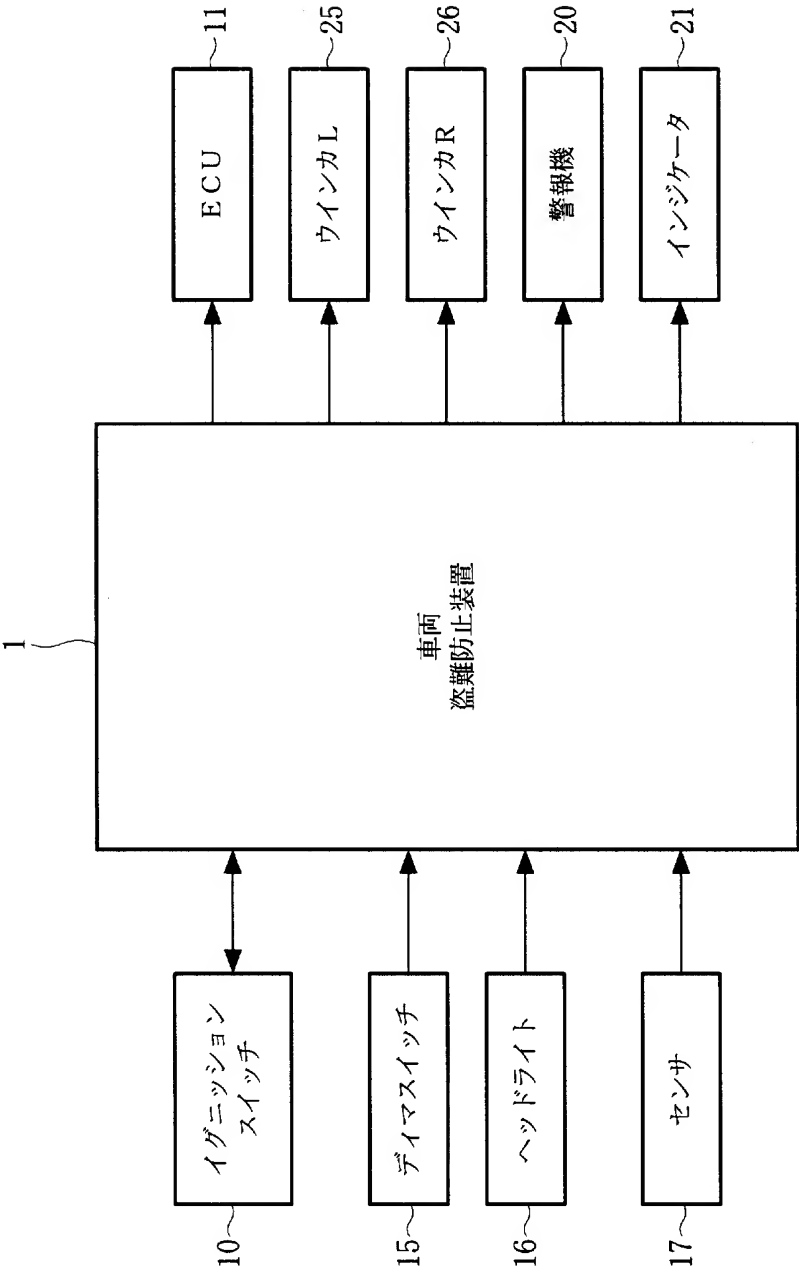 1
イグニッション
スイッチ
10
ディマスイッチ
15
ヘッドライト
16
センサ
17
車両
盗難防止装置
ECU
11
ウインカL
25
ウインカR
26
警報機
20
インジケータ
21